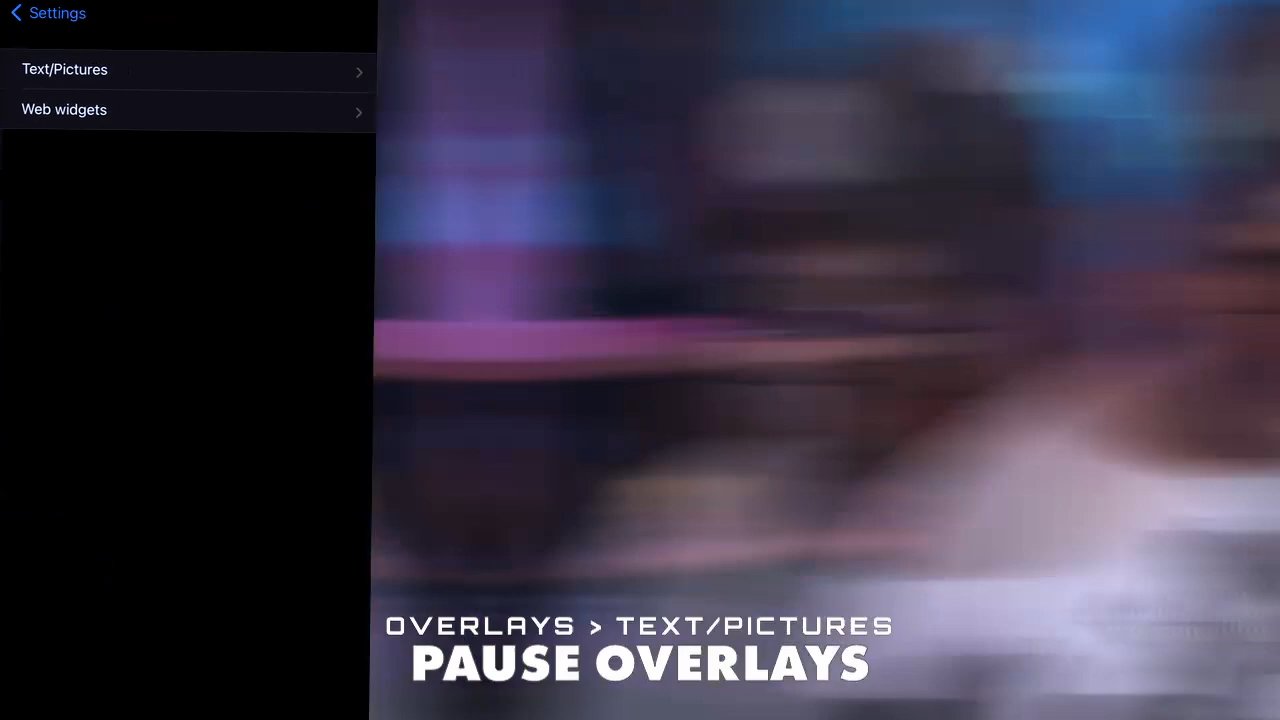 Settings
Text/Pictures
Web widgets
OVERLAYS > TEXT/PICTURES
PAUSE OVERLAYS